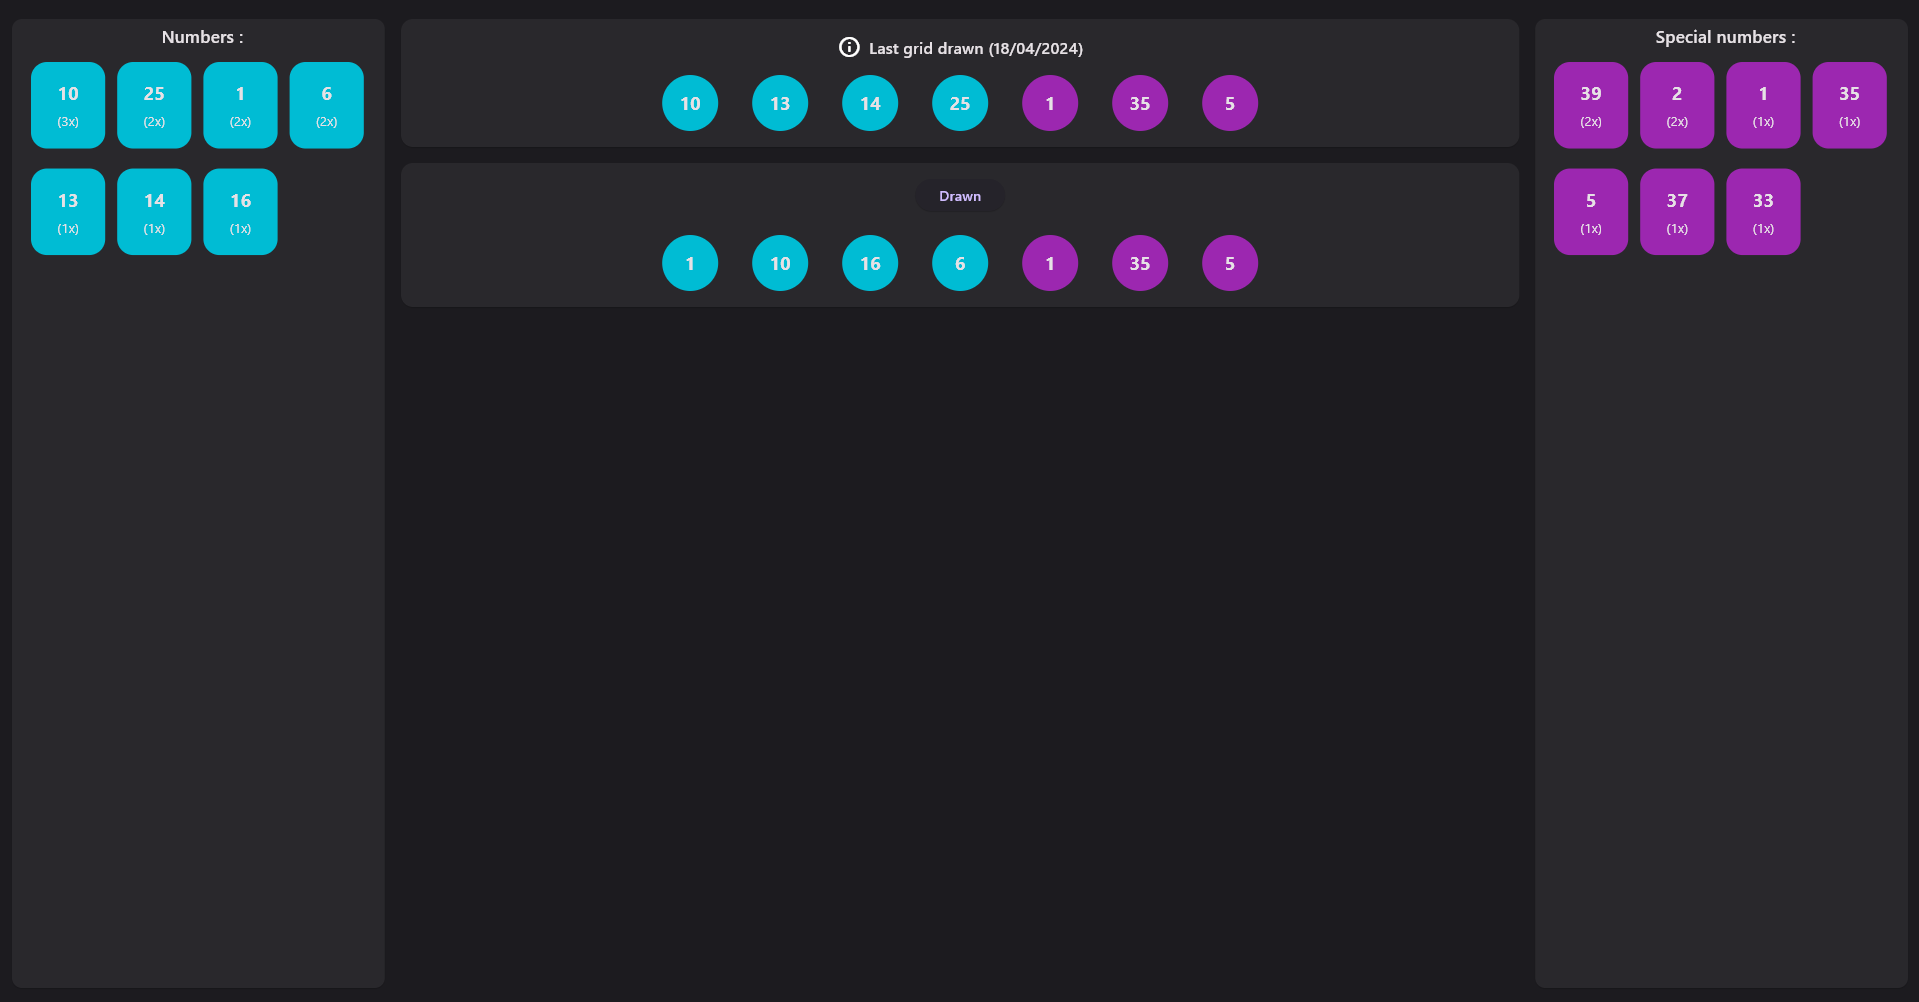 Numbers :
10 25 1 6
(3x) (2x) (2x) (2x)
13 14 16
(1x) (1x) (1x)
Last grid drawn (18/04/2024)
10 13 14 25 1 35 5
Drawn
1 10 16 6 1 35 5
Special numbers :
39 2 1 35
(2x) (2x) (1x) (1x)
5 37 33
(1x) (1x) (1x)